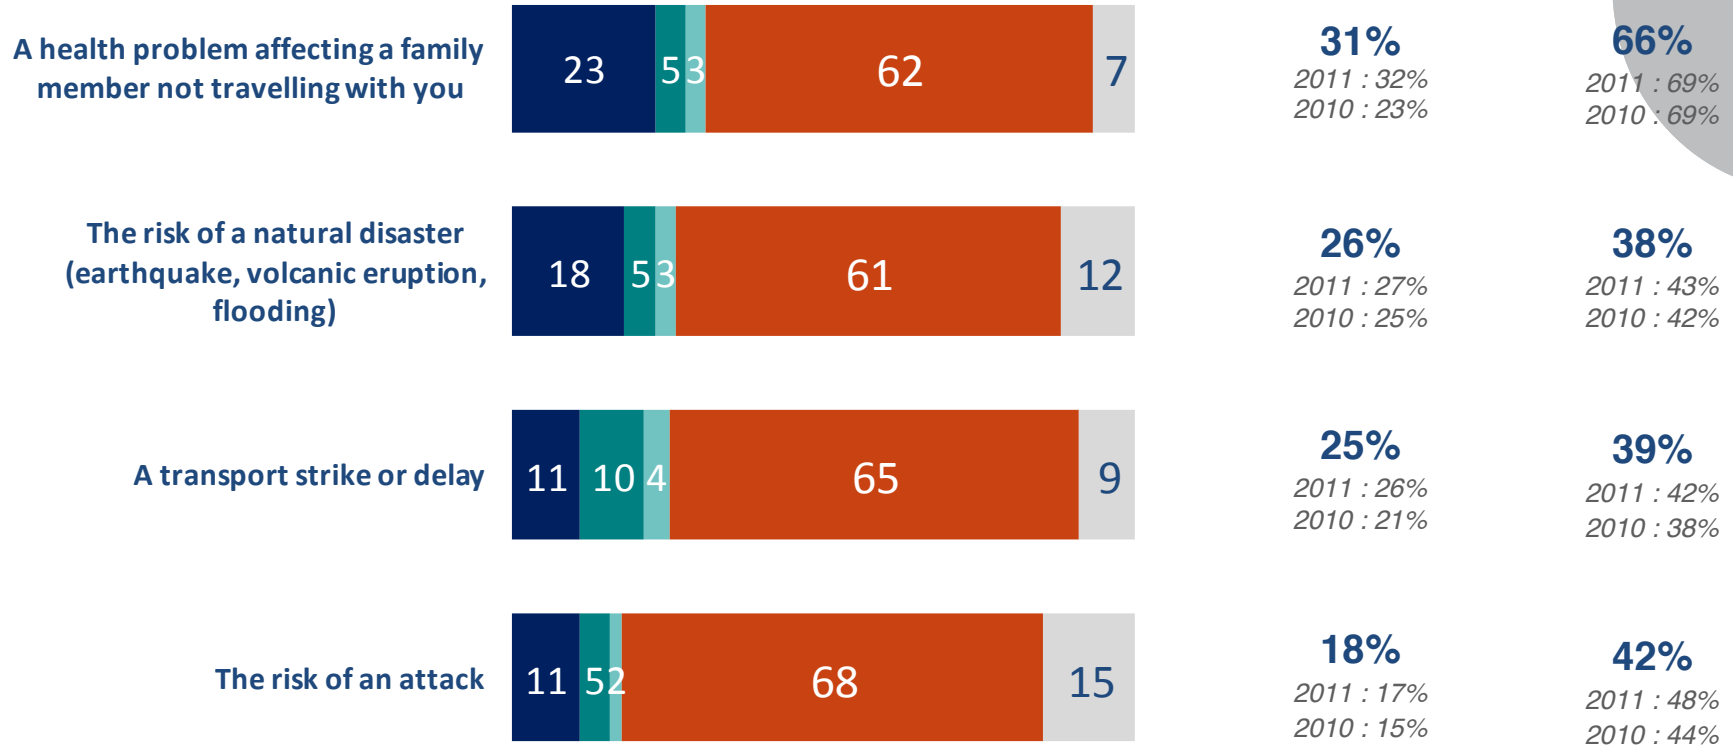 A health problem affecting a family
member not travelling with you
23 5 3 62 7
31%
2011 : 32%
2010 : 23%
66%
2011 : 69%
2010 : 69%
The risk of a natural disaster
(earthquake, volcanic eruption,
flooding)
18 5 3 61 12
26%
2011 : 27%
2010 : 25%
38%
2011 : 43%
2010 : 42%
A transport strike or delay
11 10 4 65 9
25%
2011 : 26%
2010 : 21%
39%
2011 : 42%
2010 : 38%
The risk of an attack
11 5 2 68 15
18%
2011 : 17%
2010 : 15%
42%
2011 : 48%
2010 : 44%